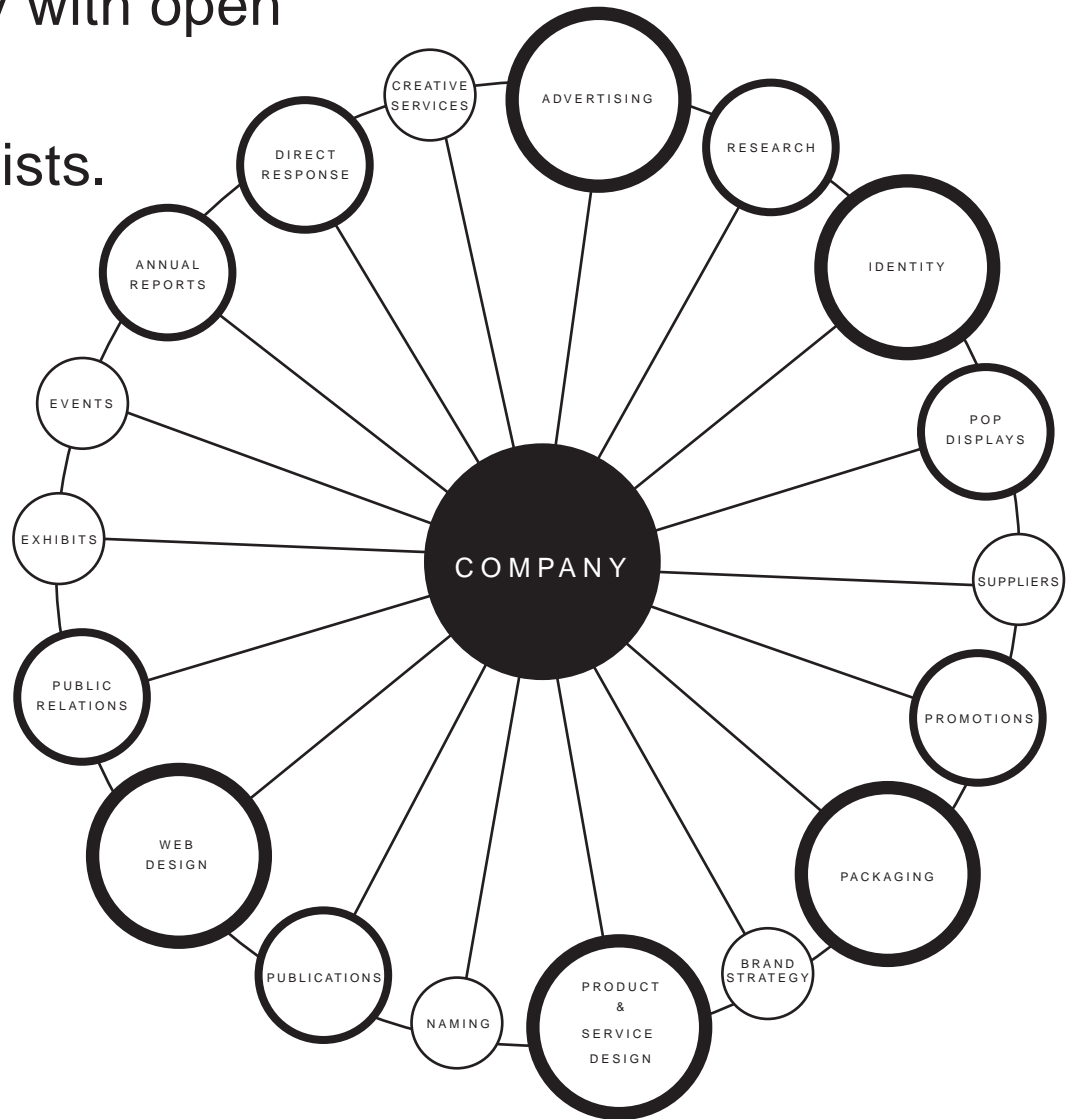 with open
ists.
CREATIVE
SERVICES
ADVERTISING
RESEARCH
IDENTITY
POP
DISPLAYS
SUPPLIERS
PROMOTIONS
PACKAGING
BRAND
STRATEGY
PRODUCT
&
SERVICE
DESIGN
NAMING
PUBLICATIONS
WEB
DESIGN
PUBLIC
RELATIONS
EXHIBITS
EVENTS
ANNUAL
REPORTS
DIRECT
RESPONSE
COMPANY